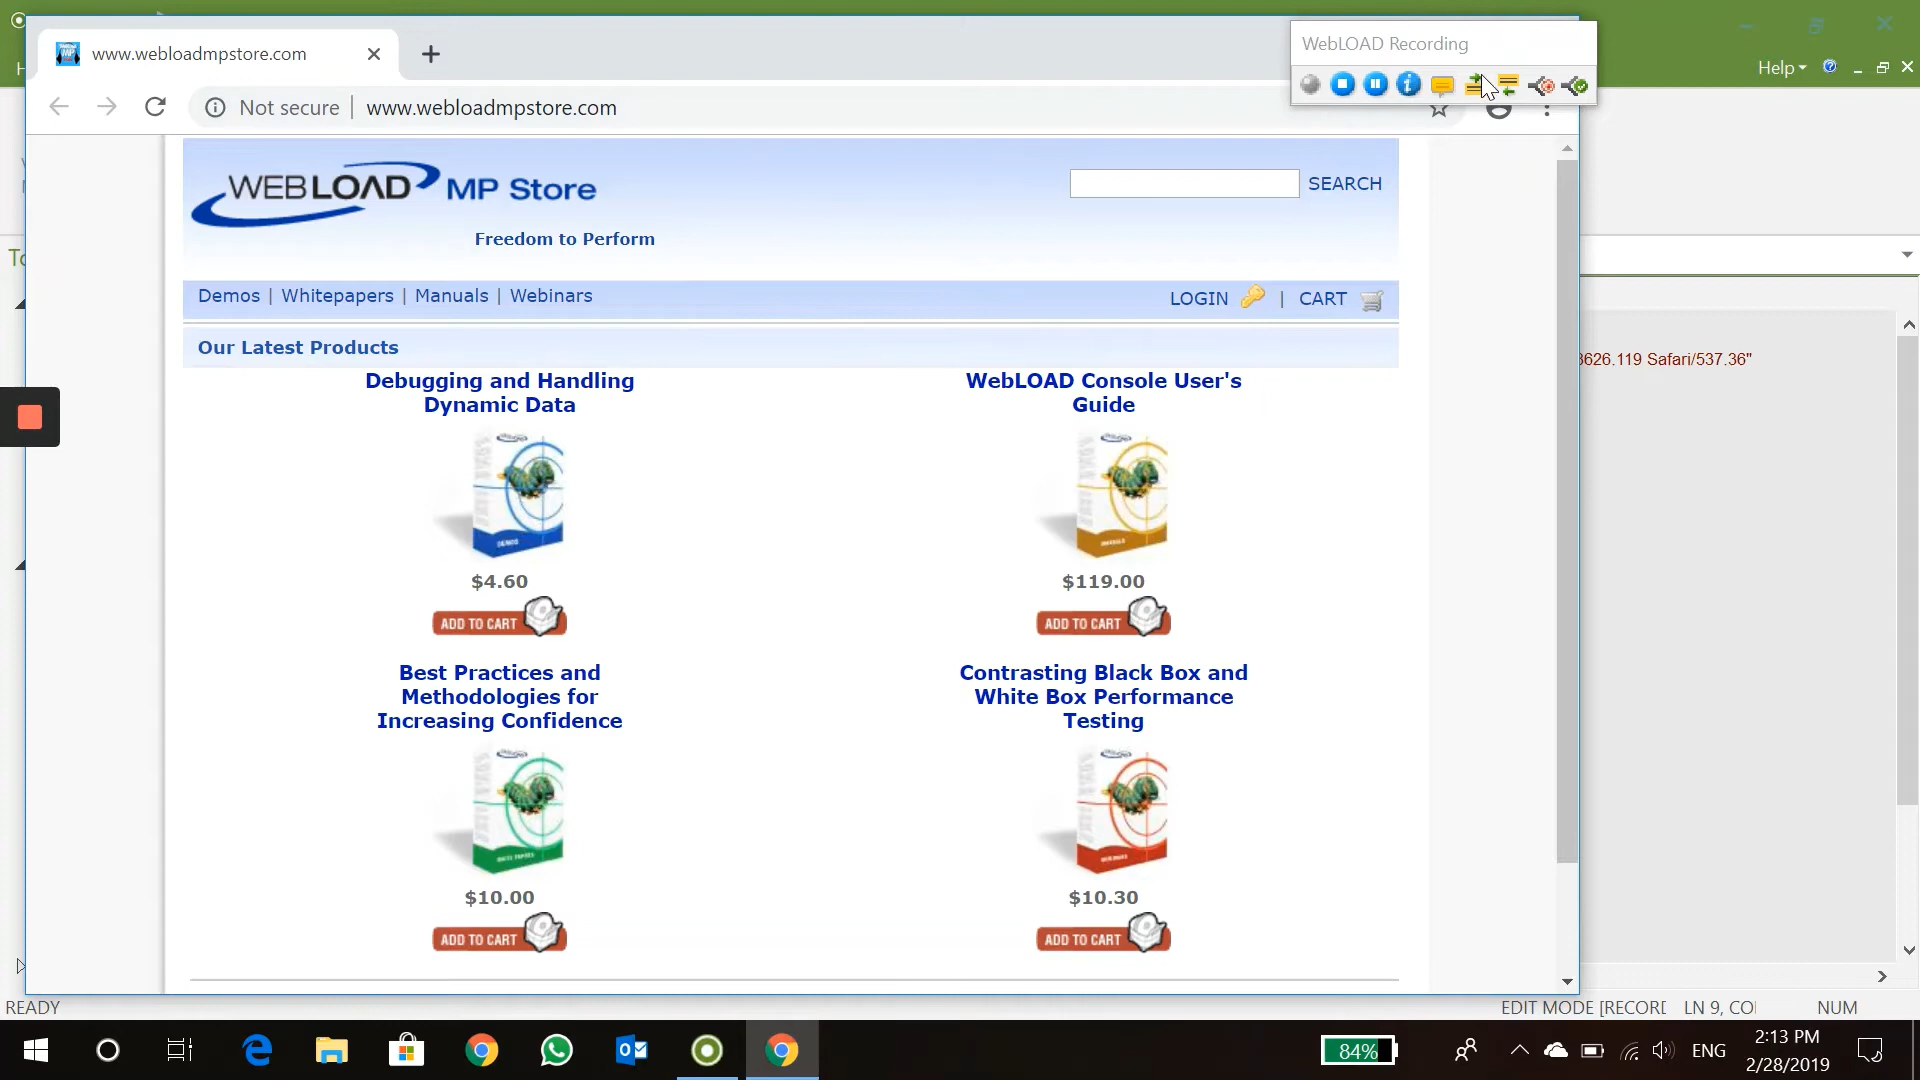 www.webloadmpstore.com
WebLOAD Recording
Help
Not secure
www.webloadmpstore.com
WEBLOAD MP Store
SEARCH
Freedom to Perform
Demos | Whitepapers | Manuals | Webinars
LOGIN | CART
Our Latest Products
Debugging and Handling
Dynamic Data
WebLOAD Console User's
Guide
3626.119 Safari/537.36"
DEMOS
MANUALS
$4.60
$119.00
ADD TO CART
ADD TO CART
Best Practices and
Methodologies for
Increasing Confidence
Contrasting Black Box and
White Box Performance
Testing
$10.00
$10.30
ADD TO CART
ADD TO CART
READY
EDIT MODE [RECOR
LN 9, CO
NUM
84%
ENG
2:13 PM
2/28/2019